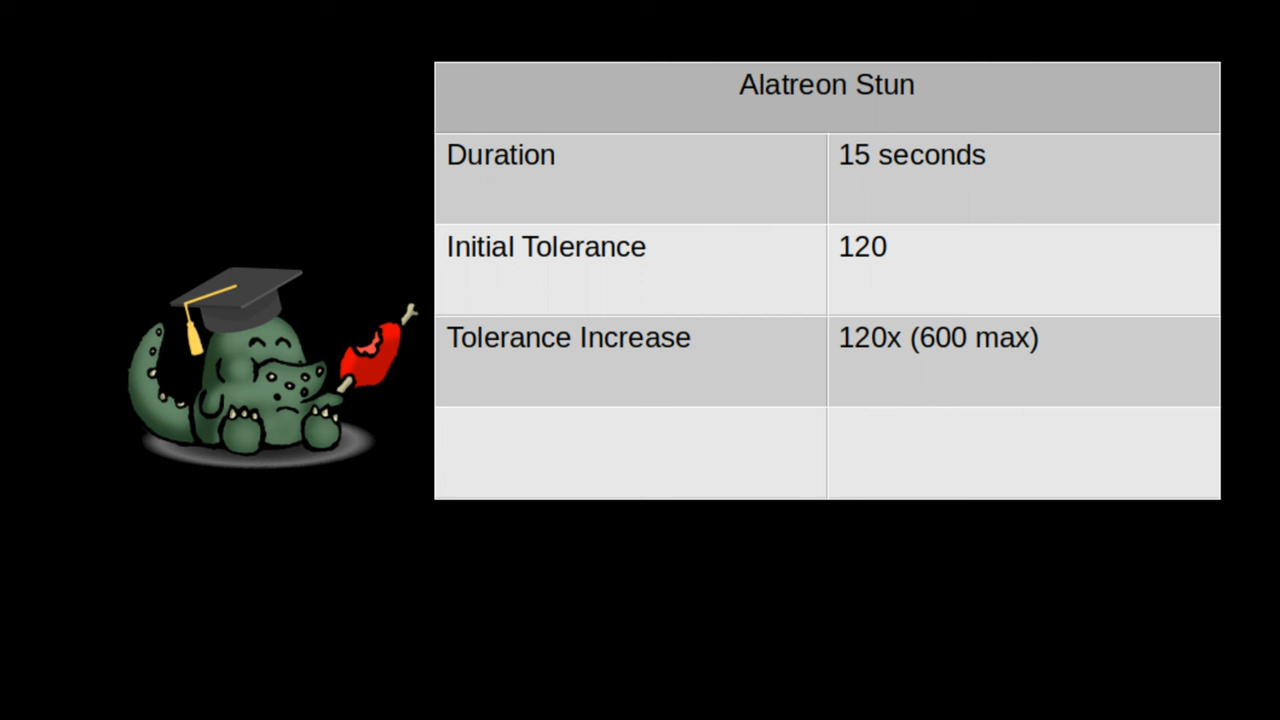 Alatreon Stun
Duration 15 seconds
Initial Tolerance 120
Tolerance Increase 120x (600 max)